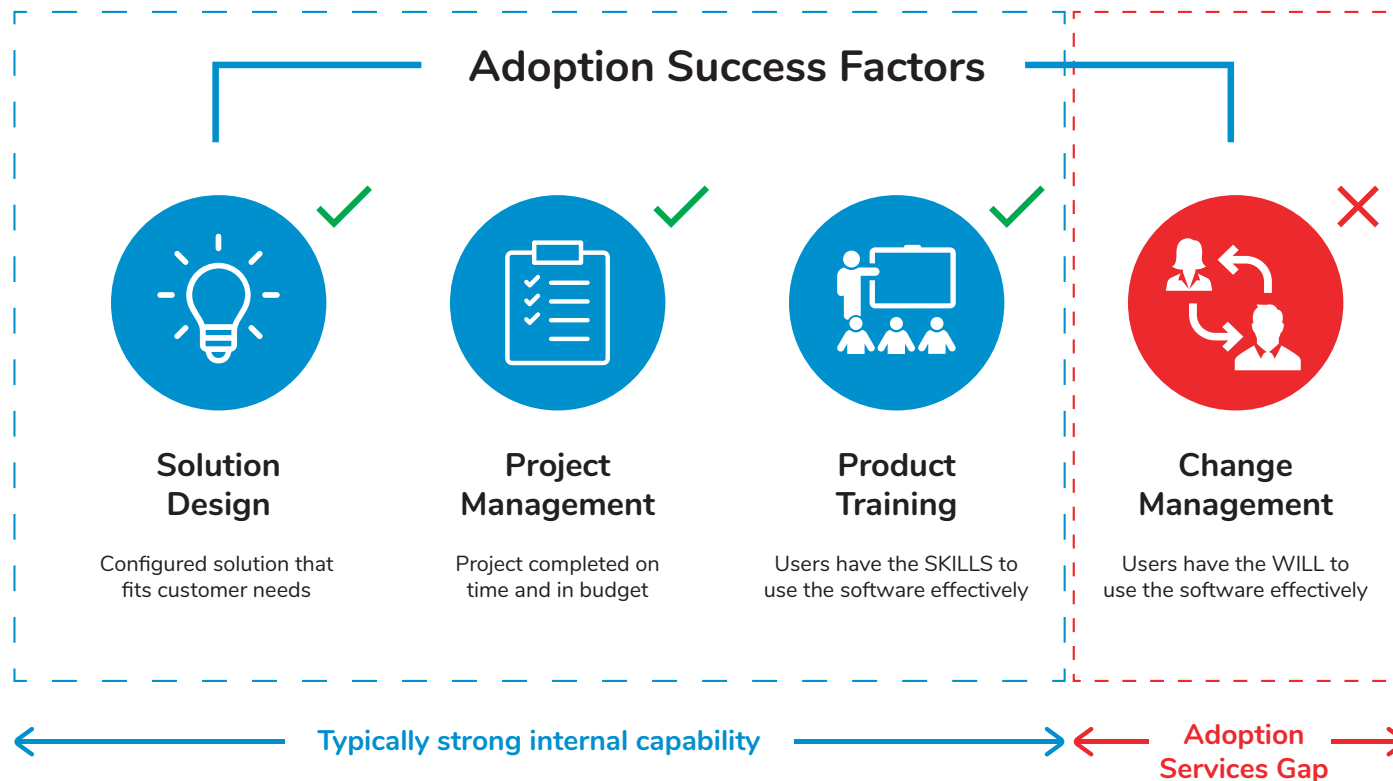 Adoption Success Factors
Solution
Design
Configured solution that
fits customer needs
Project
Management
Project completed on
time and in budget
Product
Training
Users have the SKILLS to
use the software effectively
Change
Management
Users have the WILL to
use the software effectively
Typically strong internal capability
Adoption
Services Gap